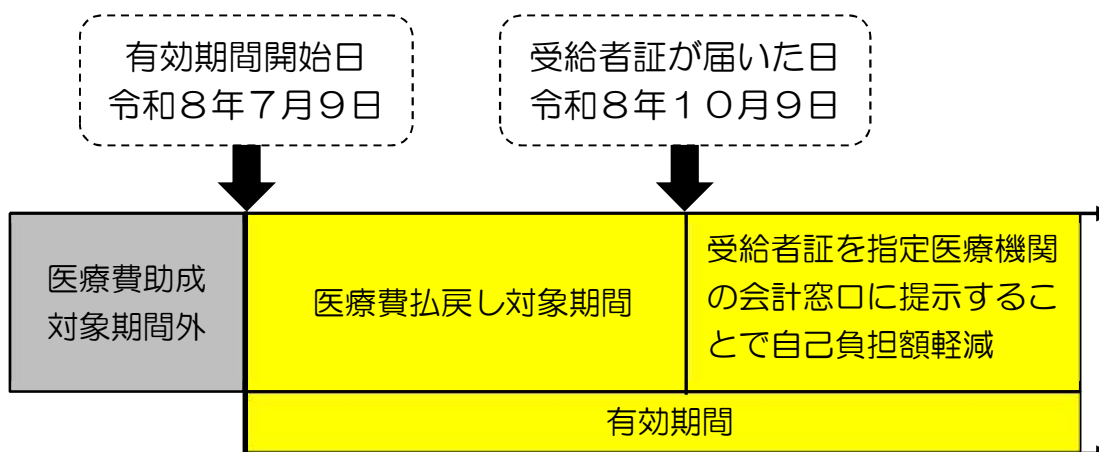 有効期間開始日
令和８年７月９日
受給者証が届いた日
令和８年１０月９日
医療費助成
対象期間外
医療費払戻し対象期間
受給者証を指定医療機関
の会計窓口に提示するこ
とで自己負担額軽減
有効期間